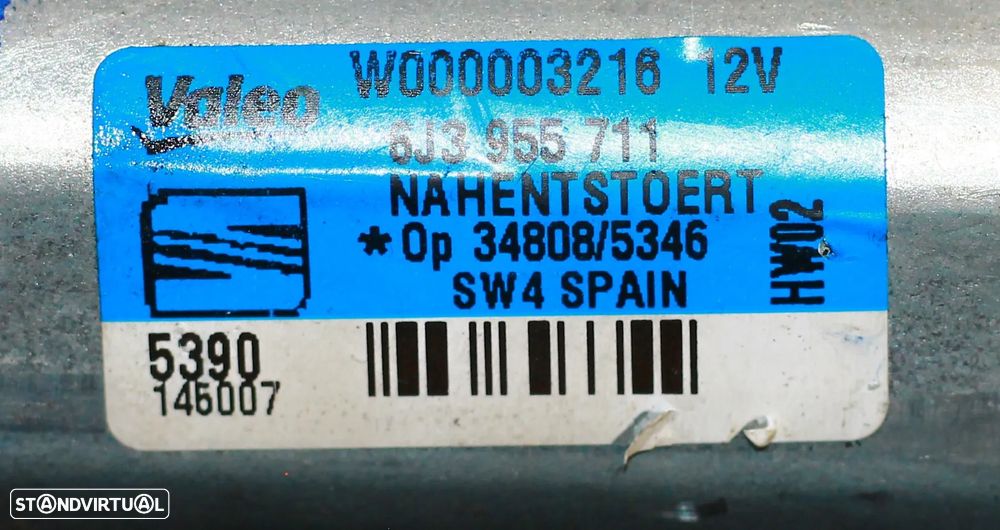 Valeo
W000003216 12V
6J3 955 711
NAHENTSTOERT
*Op 34808/5346
SW4 SPAIN
HW02
5390
146007
STANDVIRTUAL